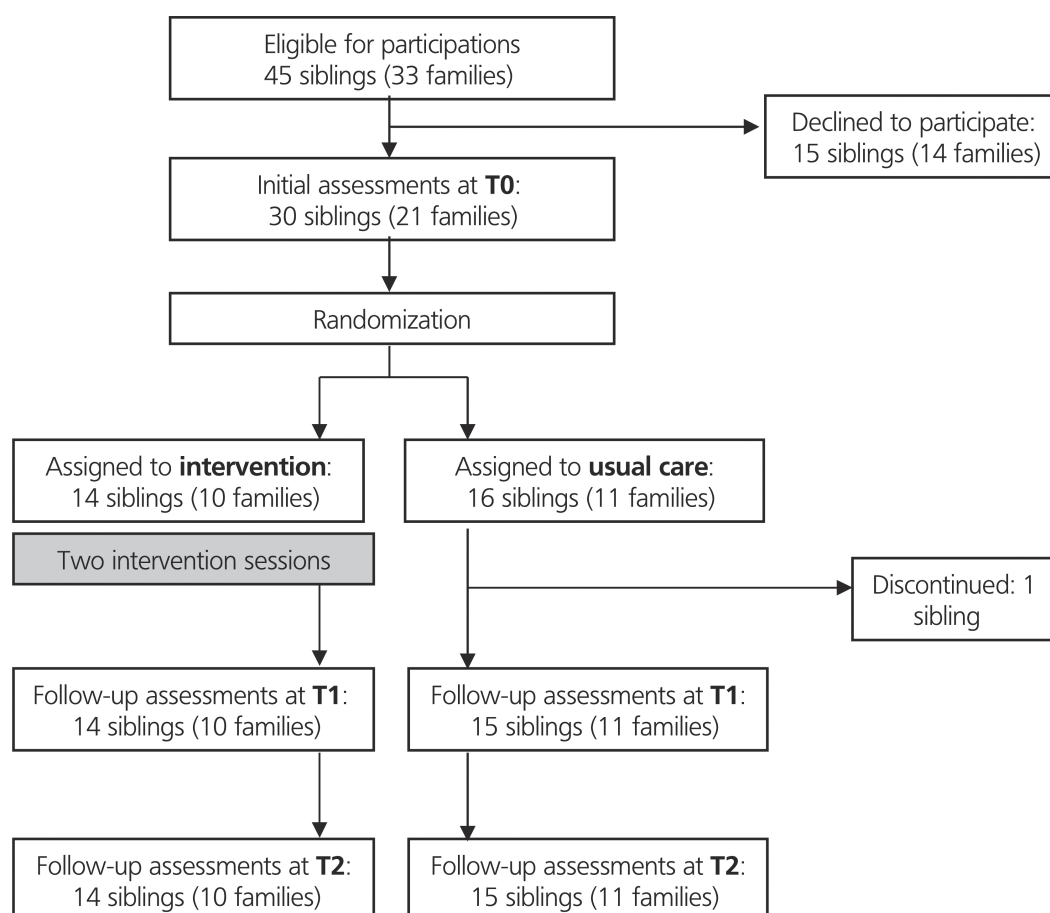 Eligible for participations
45 siblings (33 families)
Declined to participate:
15 siblings (14 families)
Initial assessments at T0:
30 siblings (21 families)
Randomization
Assigned to intervention:
14 siblings (10 families)
Assigned to usual care:
16 siblings (11 families)
Two intervention sessions
Discontinued: 1
sibling
Follow-up assessments at T1:
14 siblings (10 families)
Follow-up assessments at T1:
15 siblings (11 families)
Follow-up assessments at T2:
14 siblings (10 families)
Follow-up assessments at T2:
15 siblings (11 families)